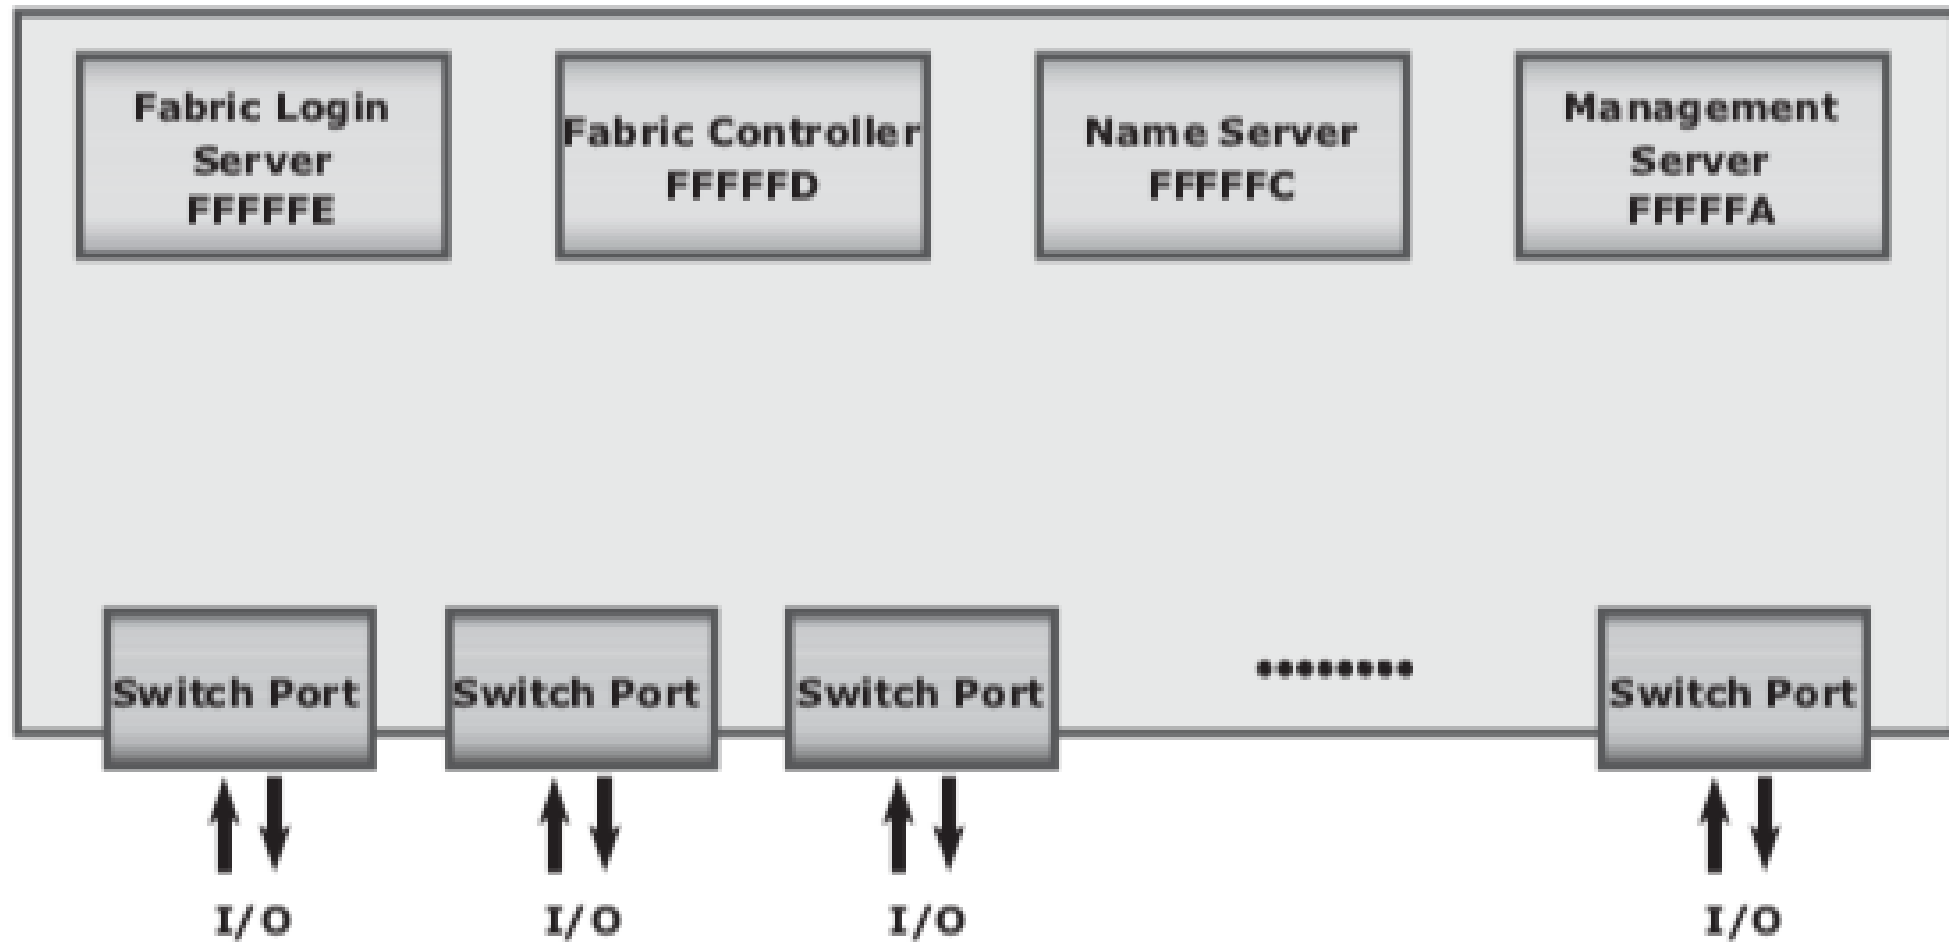 Fabric Login
Server
FFFFFE
Fabric Controller
FFFFFD
Name Server
FFFFFC
Management
Server
FFFFFA
Switch Port
Switch Port
Switch Port
........
Switch Port
I/O
I/O
I/O
I/O